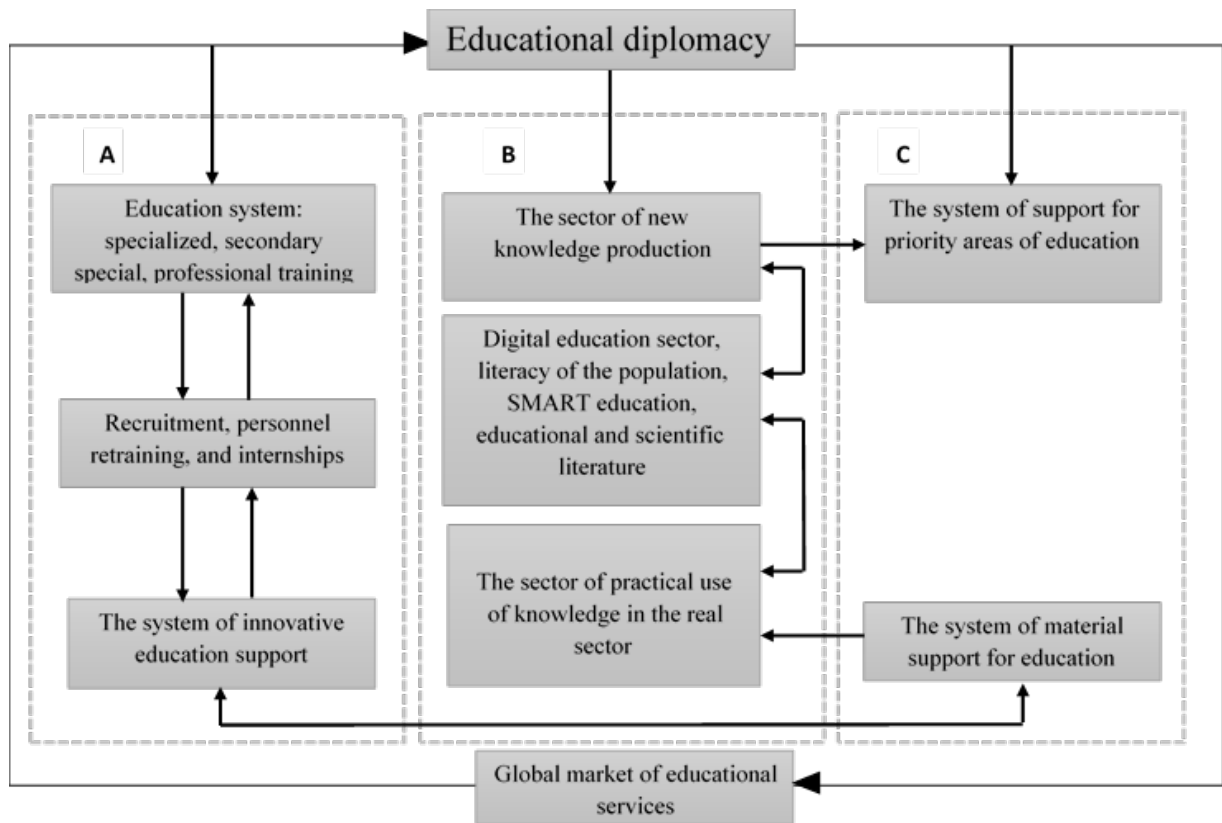 Educational diplomacy
A
Education system:
specialized, secondary
special, professional training
Recruitment, personnel
retraining, and internships
The system of innovative
education support
B
The sector of new
knowledge production
Digital education sector,
literacy of the population,
SMART education,
educational and scientific
literature
The sector of practical use
of knowledge in the real
sector
C
The system of support for
priority areas of education
The system of material
support for education
Global market of educational
services